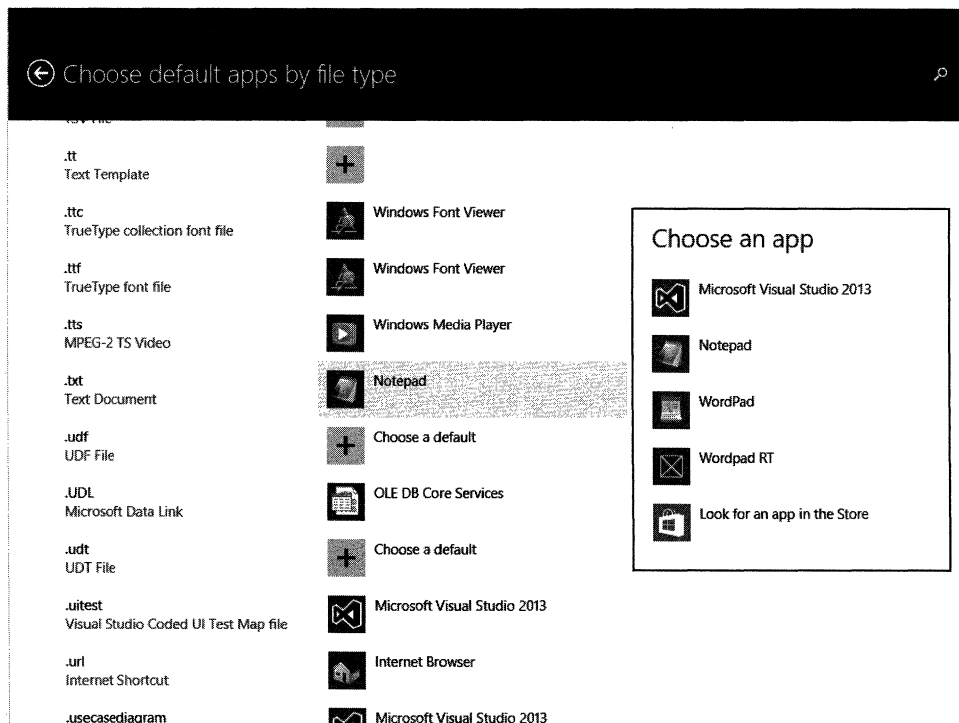 Choose default apps by file type
.tt
Text Template
.ttc
TrueType collection font file
Windows Font Viewer
.ttf
TrueType font file
Windows Font Viewer
.tts
MPEG-2 TS Video
Windows Media Player
.txt
Text Document
Notepad
.udf
UDF File
Choose a default
.UDL
Microsoft Data Link
OLE DB Core Services
.udt
UDT File
Choose a default
.uitest
Visual Studio Coded UI Test Map file
Microsoft Visual Studio 2013
.url
Internet Shortcut
Internet Browser
.usecasediagram
Microsoft Visual Studio 2013
Choose an app
Microsoft Visual Studio 2013
Notepad
WordPad
Wordpad RT
Look for an app in the Store